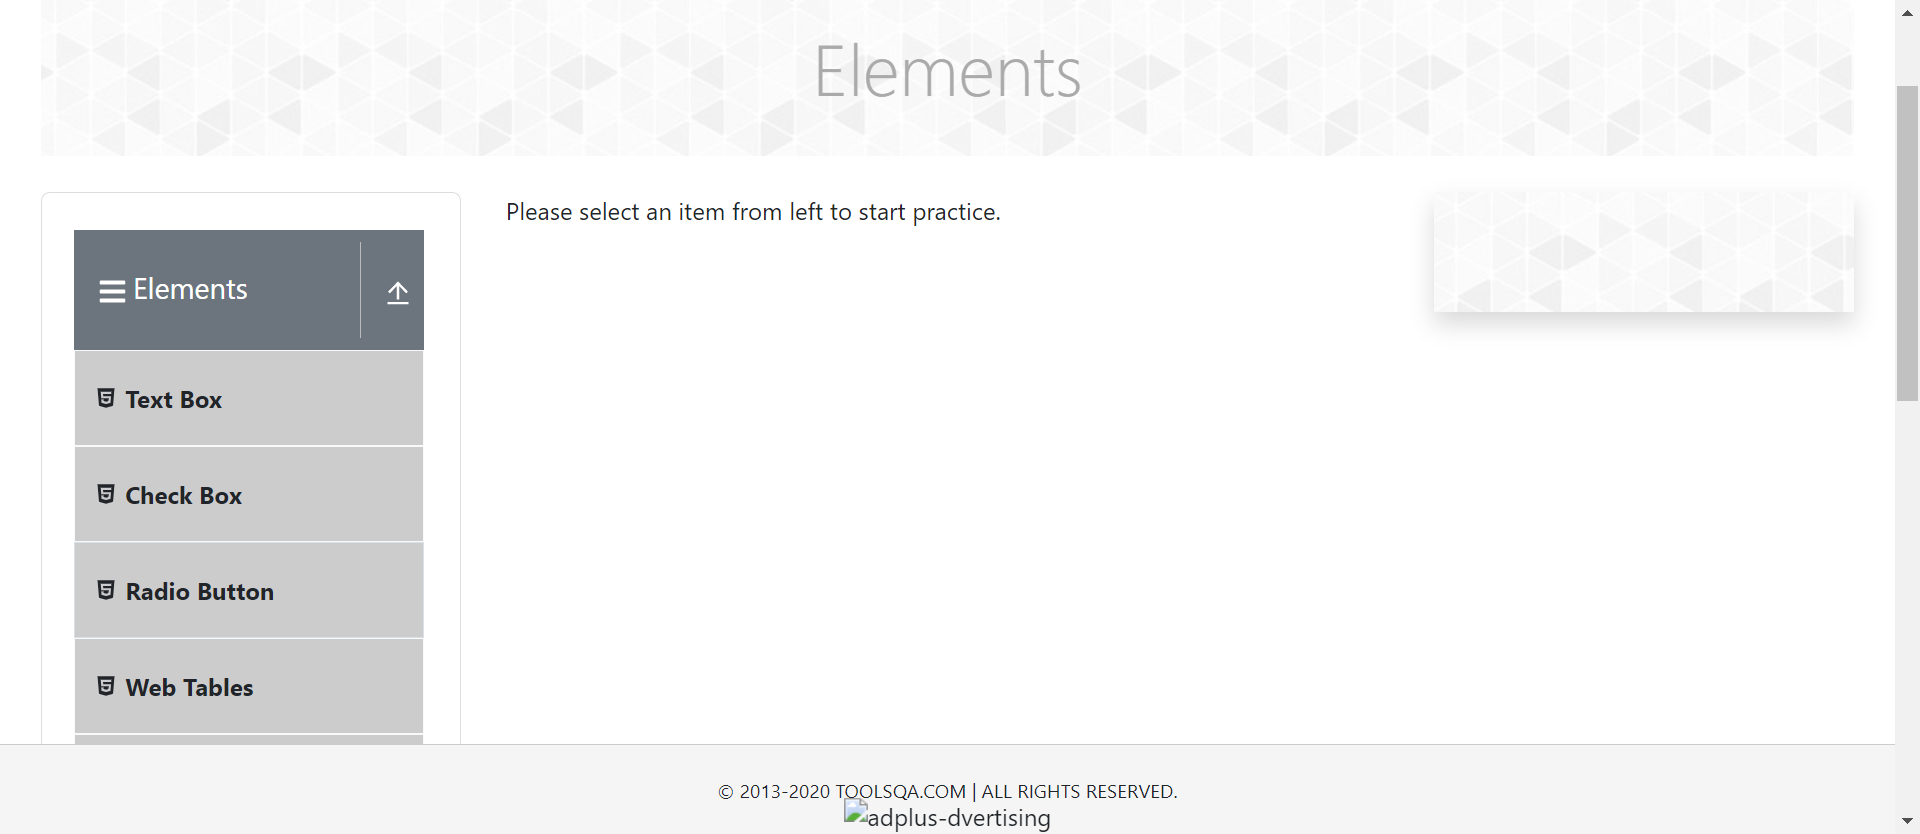 Elements
Please select an item from left to start practice.
Elements
Text Box
Check Box
Radio Button
Web Tables
© 2013-2020 TOOLSQA.COM | ALL RIGHTS RESERVED.
adplus-dvertising